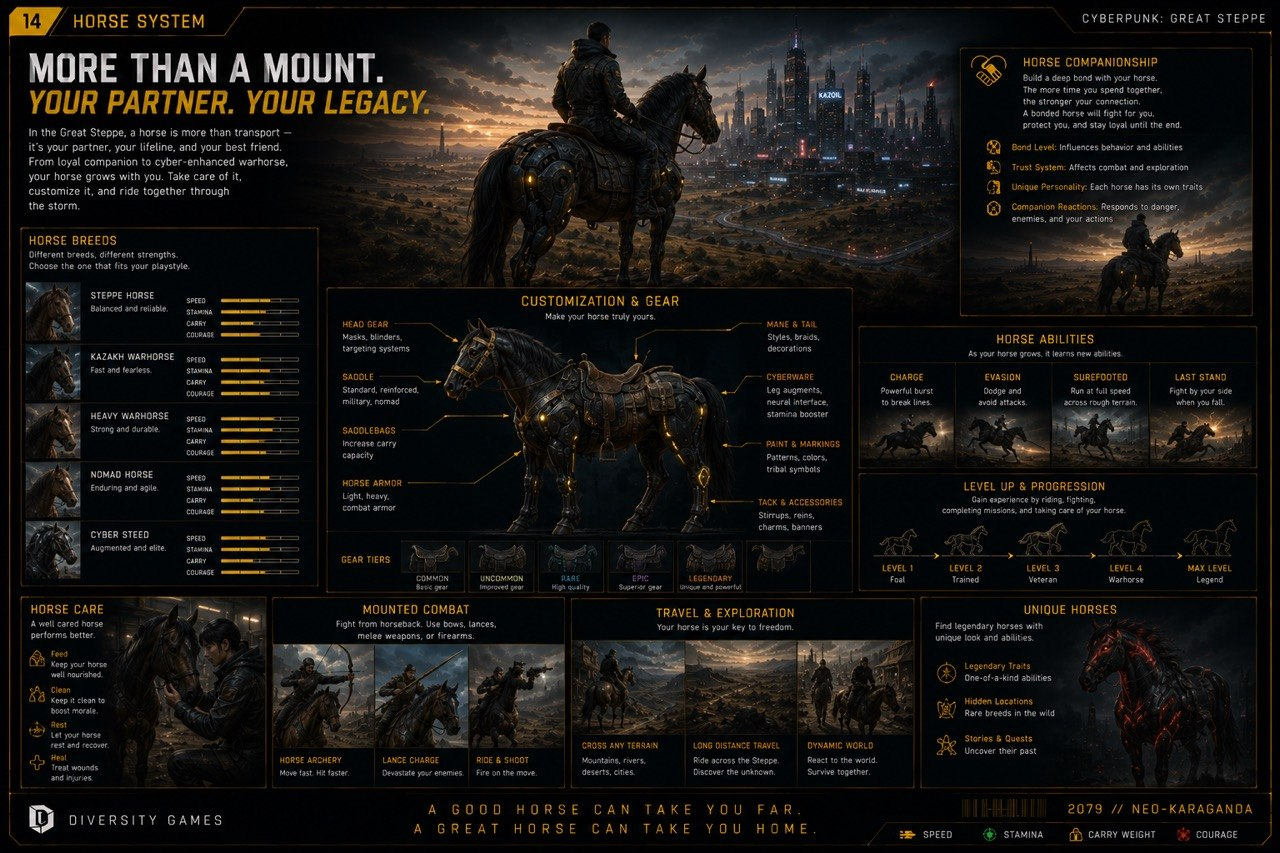 14
HORSE SYSTEM
CYBERPUNK: GREAT STEPPE
MORE THAN A MOUNT.
YOUR PARTNER. YOUR LEGACY.
In the Great Steppe, a horse is more than transport —
it's your partner, your lifeline, and your best friend.
From loyal companion to cyber-enhanced warhorse,
your horse grows with you. Take care of it,
customize it, and ride together through
the storm.
KAZOIL
HORSE COMPANIONSHIP
Build a deep bond with your horse.
The more time you spend together,
the stronger your connection.
A bonded horse will fight for you,
protect you, and stay loyal until the end.
Bond Level: Influences behavior and abilities
Trust System: Affects combat and exploration
Unique Personality: Each horse has its own traits
Companion Reactions: Responds to danger,
enemies, and your actions
HORSE BREEDS
Different breeds, different strengths.
Choose the one that fits your playstyle.
STEPPE HORSE
Balanced and reliable.
SPEED
STAMINA
CARRY
COURAGE
KAZAKH WARHORSE
Fast and fearless.
SPEED
STAMINA
CARRY
COURAGE
HEAVY WARHORSE
Strong and durable.
SPEED
STAMINA
CARRY
COURAGE
NOMAD HORSE
Enduring and agile.
SPEED
STAMINA
CARRY
COURAGE
CYBER STEED
Augmented and elite.
SPEED
STAMINA
CARRY
COURAGE
CUSTOMIZATION & GEAR
Make your horse truly yours.
HEAD GEAR
Masks, blinders,
targeting systems
SADDLE
Standard, reinforced,
military, nomad
SADDLEBAGS
Increase carry
capacity
HORSE ARMOR
Light, heavy,
combat armor
MANE & TAIL
Styles, braids,
decorations
CYBERWARE
Leg augments,
neural interface,
stamina booster
PAINT & MARKINGS
Patterns, colors,
tribal symbols
TACK & ACCESSORIES
Stirrups, reins,
charms, banners
GEAR TIERS
COMMON
Basic gear
UNCOMMON
Improved gear
RARE
High quality
EPIC
Superior gear
LEGENDARY
Unique and powerful
HORSE ABILITIES
As your horse grows, it learns new abilities.
CHARGE
Powerful burst
to break lines.
EVASION
Dodge and
avoid attacks.
SUREFOOTED
Run at full speed
across rough terrain.
LAST STAND
Fight by your side
when you fall.
LEVEL UP & PROGRESSION
Gain experience by riding, fighting,
completing missions, and taking care of your horse.
LEVEL 1
Foal
LEVEL 2
Trained
LEVEL 3
Veteran
LEVEL 4
Warhorse
MAX LEVEL
Legend
HORSE CARE
A well cared horse
performs better.
Feed
Keep your horse
well nourished.
Clean
Keep it clean to
boost morale.
Rest
Let your horse
rest and recover.
Heal
Treat wounds
and injuries.
MOUNTED COMBAT
Fight from horseback. Use bows, lances,
melee weapons, or firearms.
HORSE ARCHERY
Move fast. Hit faster.
LANCE CHARGE
Devastate your enemies.
RIDE & SHOOT
Fire on the move.
TRAVEL & EXPLORATION
Your horse is your key to freedom.
CROSS ANY TERRAIN
Mountains, rivers,
deserts, cities.
LONG DISTANCE TRAVEL
Ride across the Steppe.
Discover the unknown.
DYNAMIC WORLD
React to the world.
Survive together.
UNIQUE HORSES
Find legendary horses with
unique look and abilities.
Legendary Traits
One-of-a-kind abilities
Hidden Locations
Rare breeds in the wild
Stories & Quests
Uncover their past
DIVERSITY GAMES
A GOOD HORSE CAN TAKE YOU FAR.
A GREAT HORSE CAN TAKE YOU HOME.
2079 // NEO-KARAGANDA
SPEED
STAMINA
CARRY WEIGHT
COURAGE